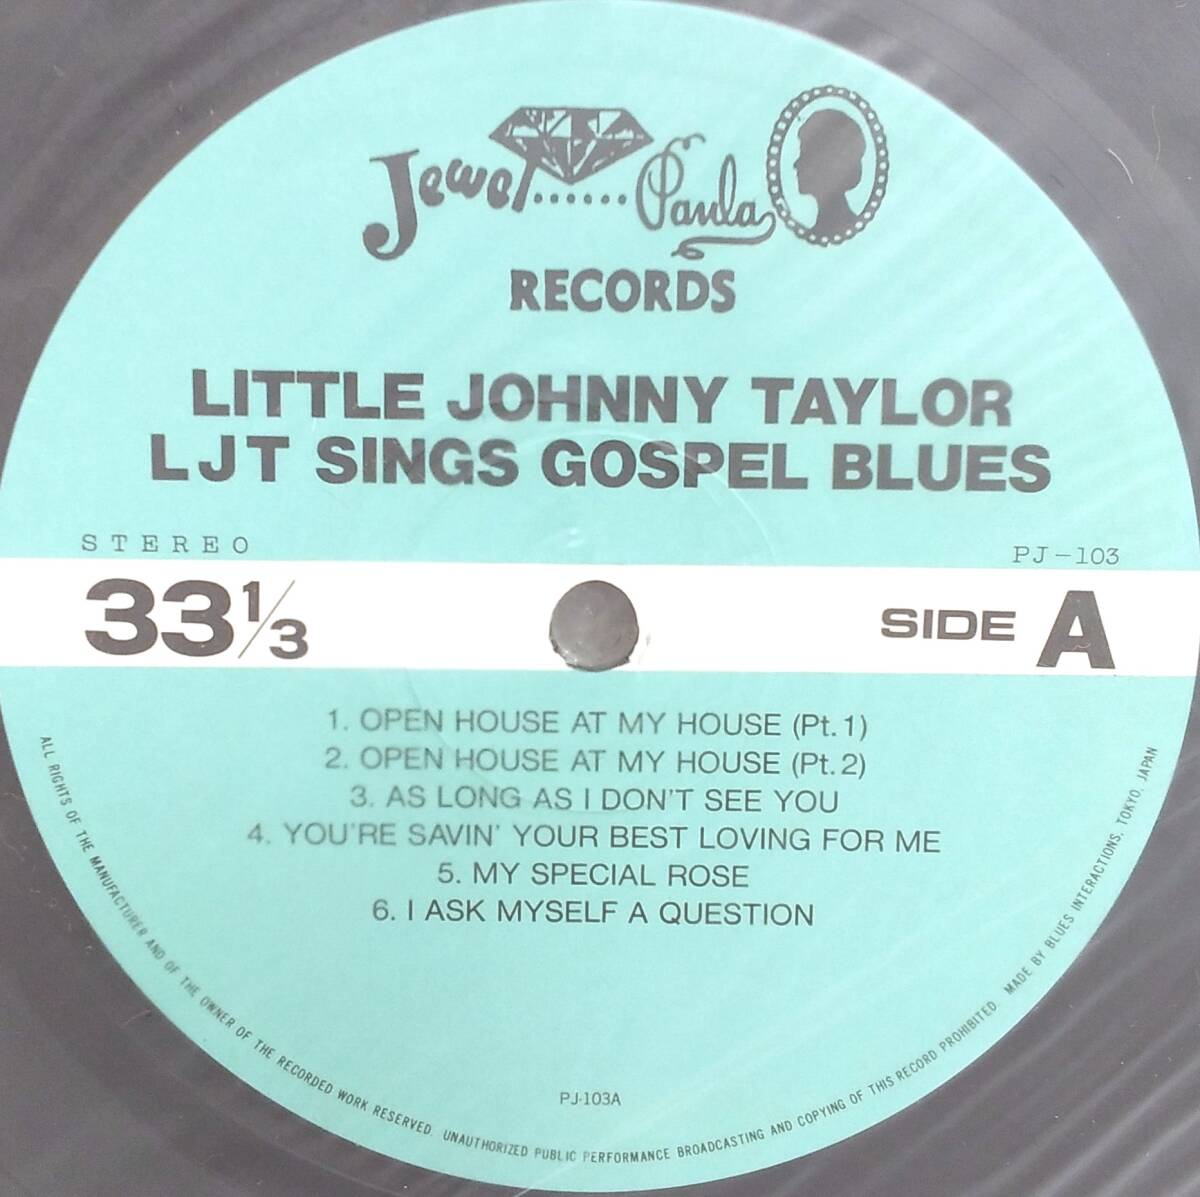 Jewel...... Paula
RECORDS
LITTLE JOHNNY TAYLOR
LJT SINGS GOSPEL BLUES
STEREO
PJ-103
33 1/3
SIDE A
1. OPEN HOUSE AT MY HOUSE (Pt.1)
2. OPEN HOUSE AT MY HOUSE (Pt.2)
3. AS LONG AS I DON'T SEE YOU
4. YOU'RE SAVIN' YOUR BEST LOVING FOR ME
5. MY SPECIAL ROSE
6. I ASK MYSELF A QUESTION
PJ-103A
ALL RIGHTS OF THE MANUFACTURER AND OF THE OWNER OF THE RECORDED WORK RESERVED. UNAUTHORIZED PUBLIC PERFORMANCE BROADCASTING AND COPYING OF THIS RECORD PROHIBITED. MADE BY BLUES INTERACTIONS, TOKYO, JAPAN